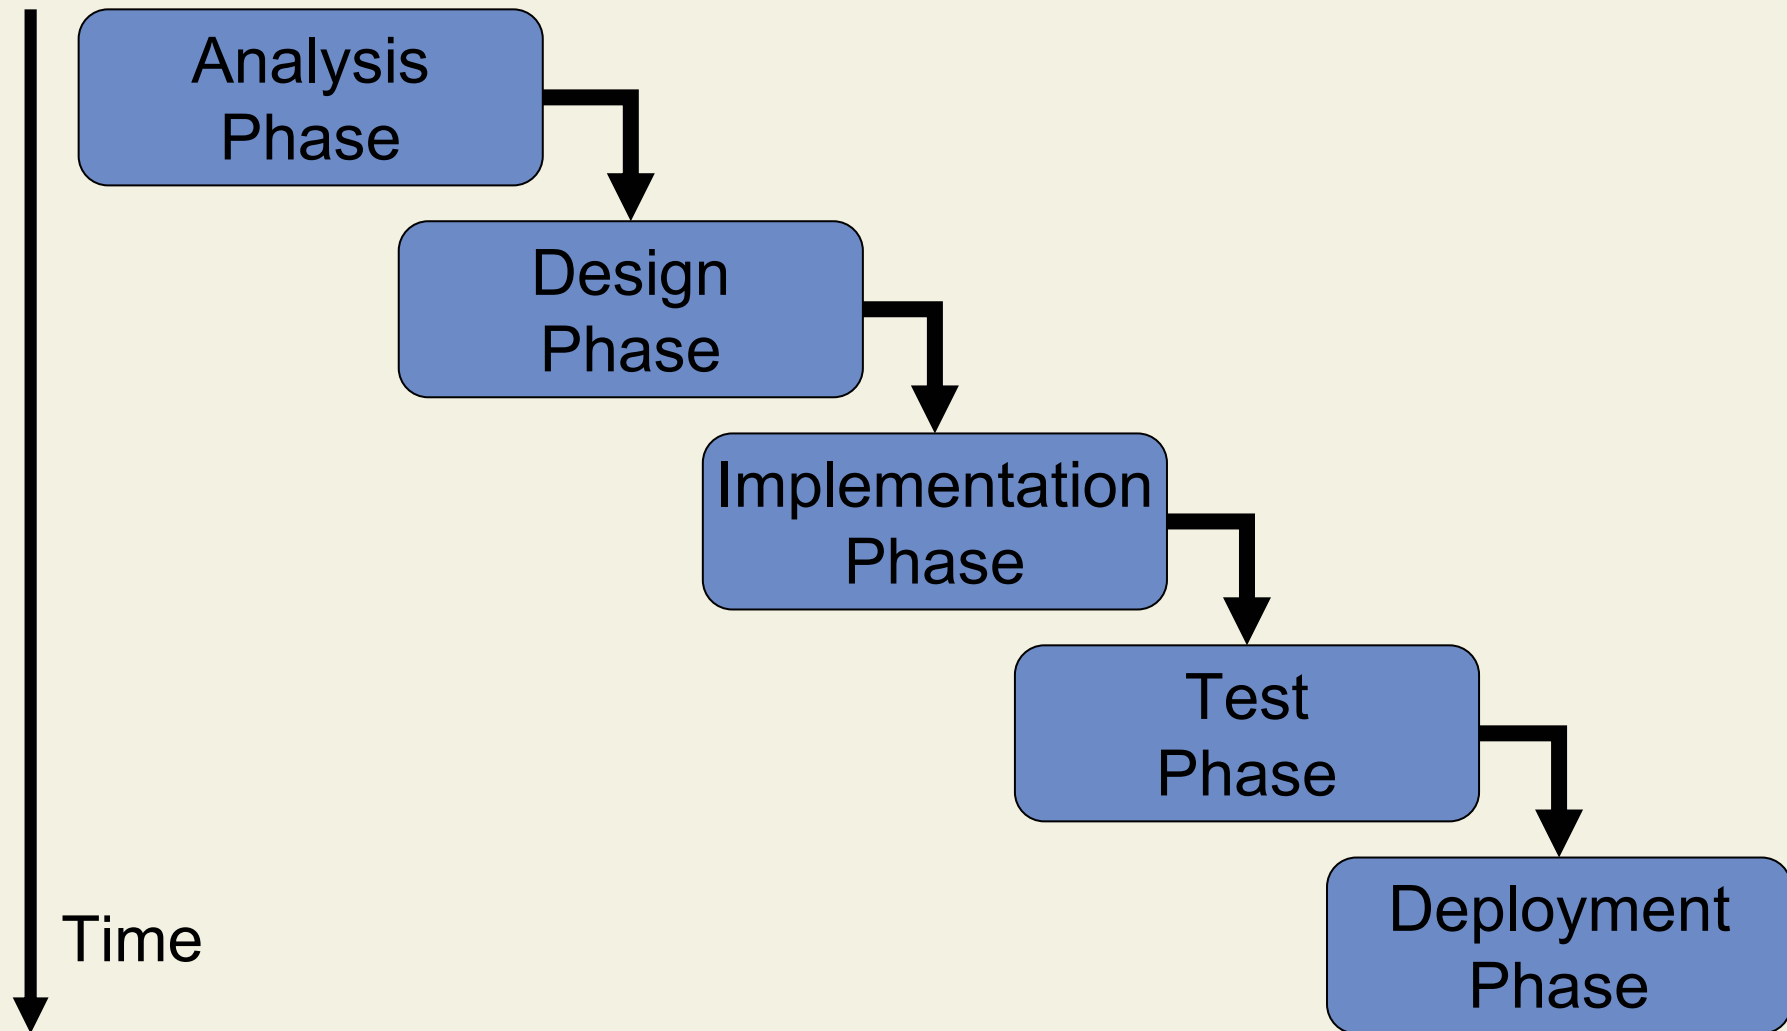 Analysis
Phase
Design
Phase
Implementation
Phase
Test
Phase
Deployment
Phase
Time